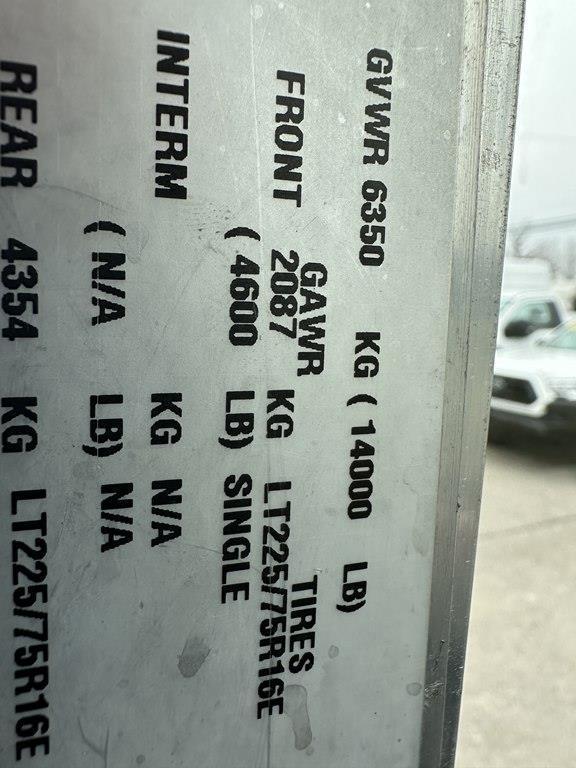 GVWR 6350 KG ( 14000 LB)
GAWR TIRES
FRONT 2087 KG LT225/75R16E
( 4600 LB) SINGLE
INTERM KG N/A
( N/A LB) N/A
REAR 4354 KG LT225/75R16E